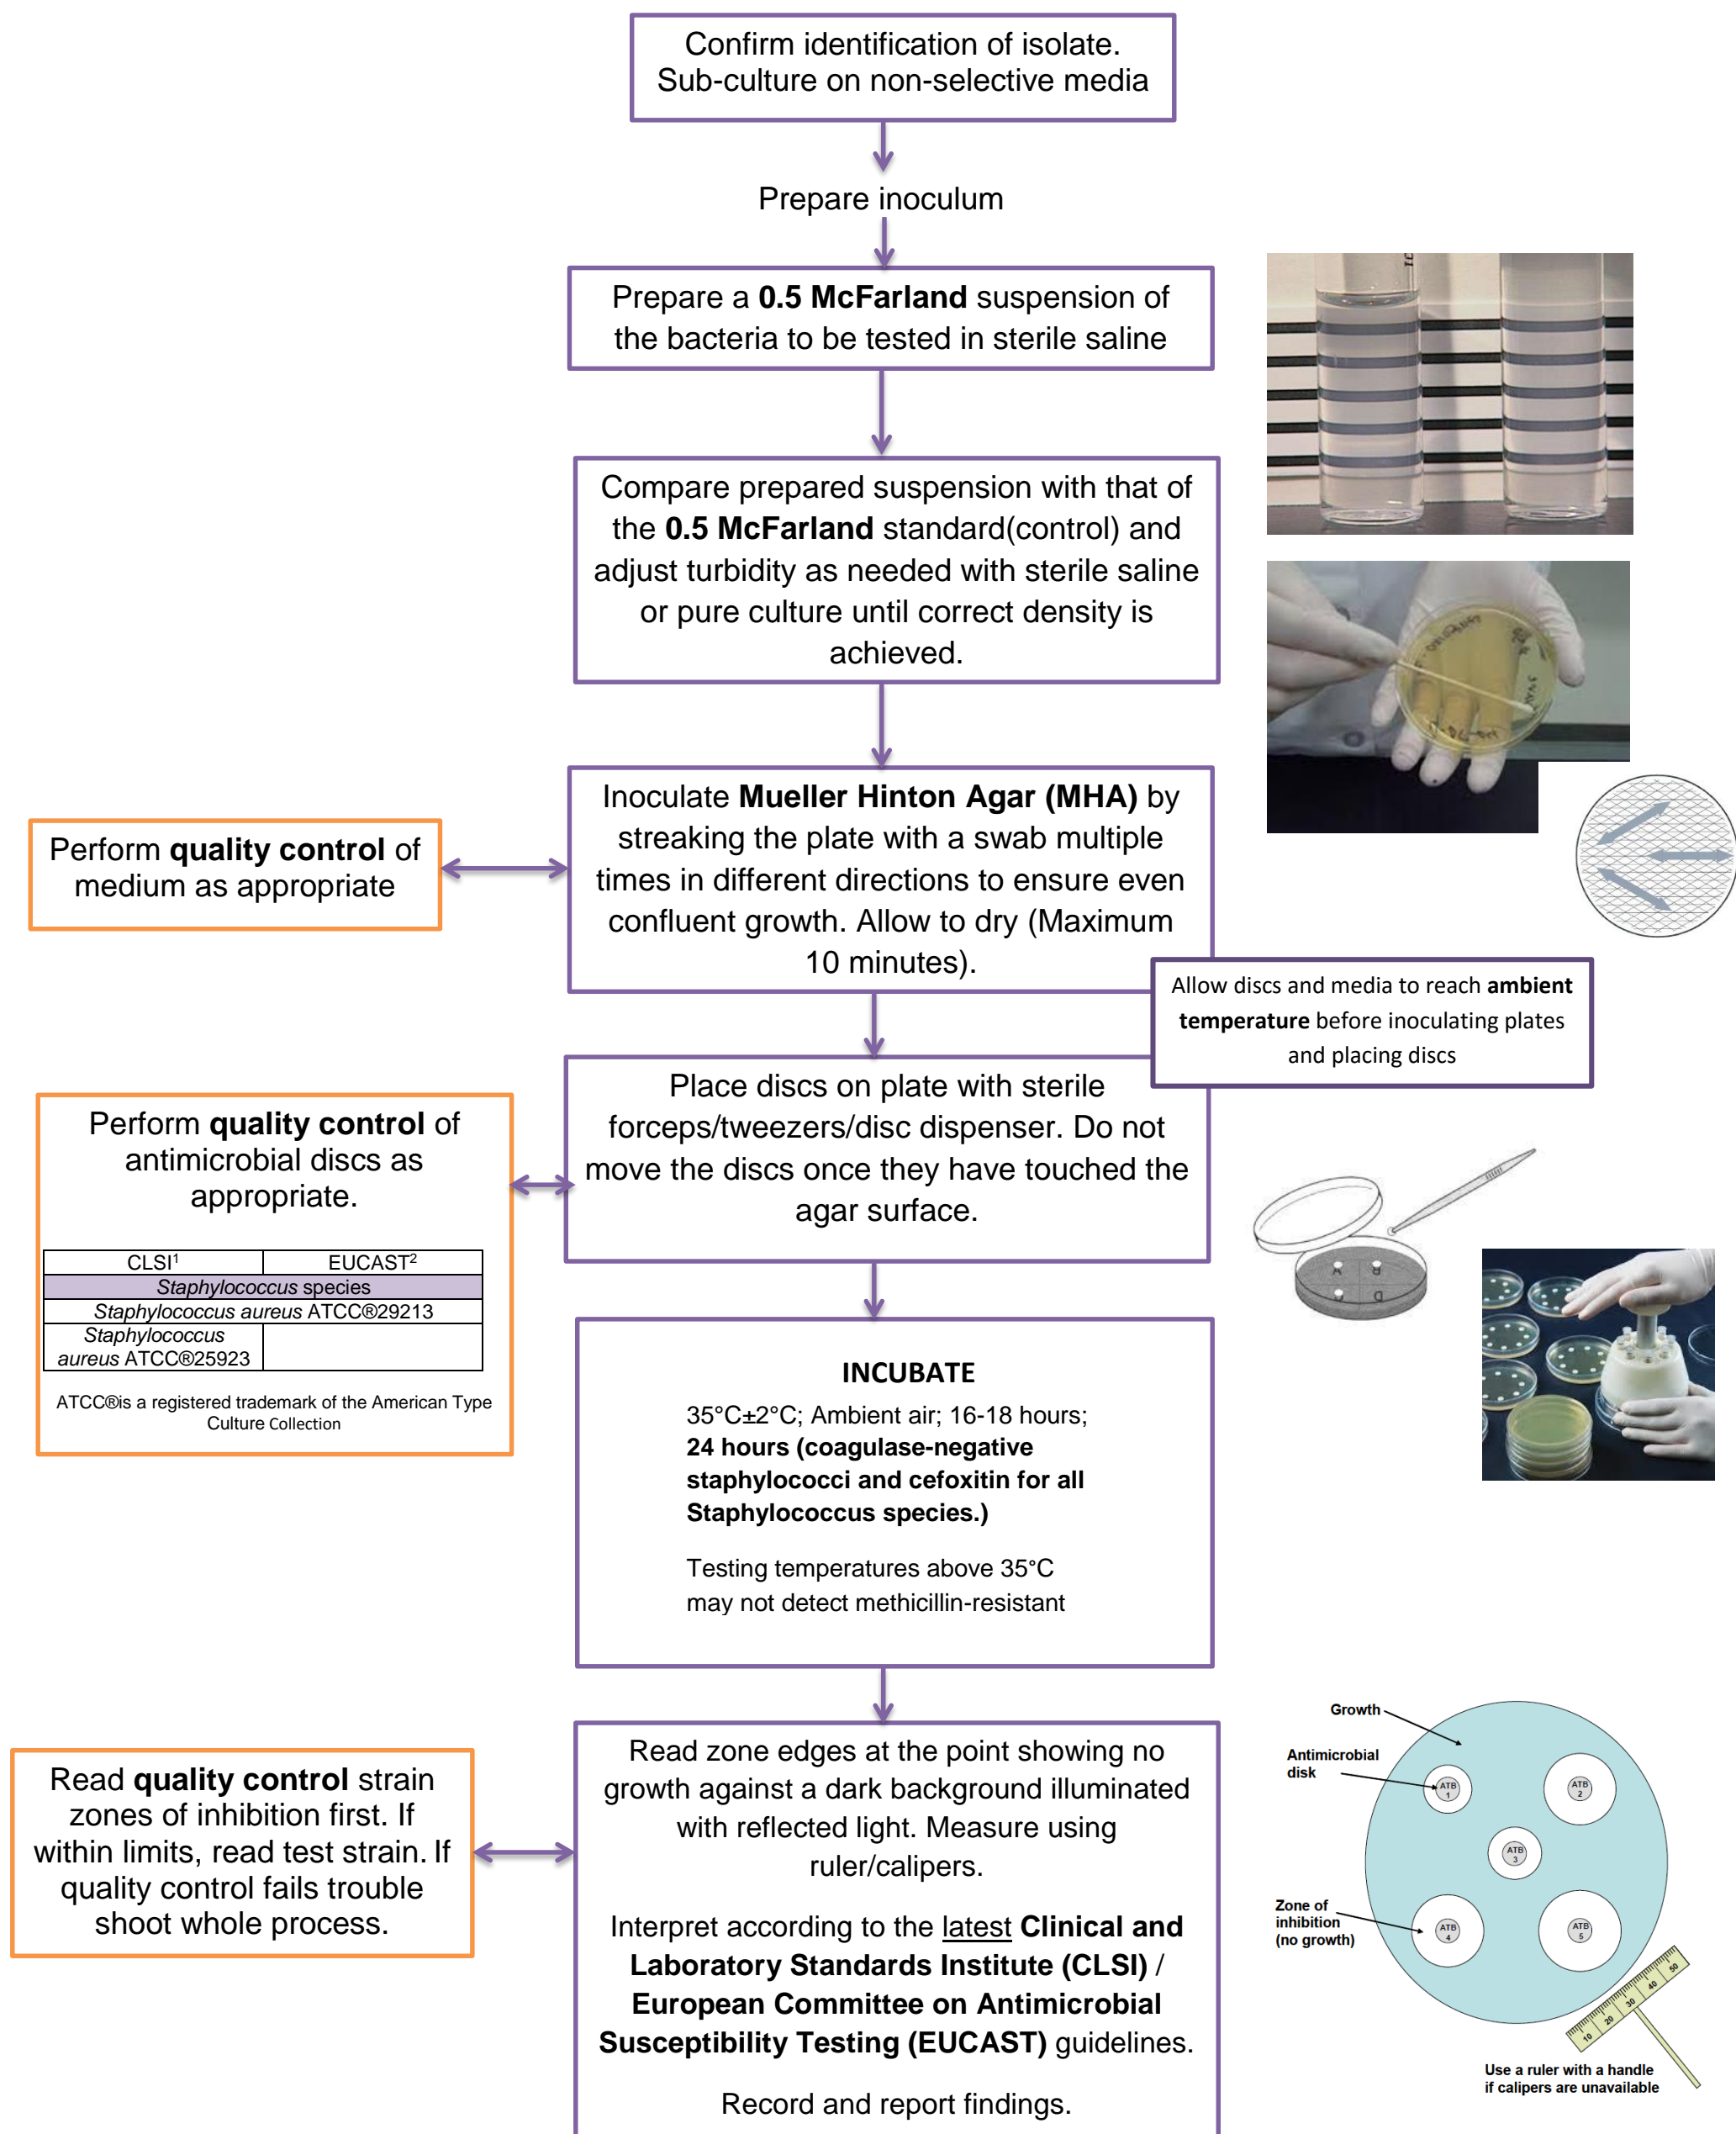 Confirm identification of isolate.
Sub-culture on non-selective media
Prepare inoculum
Prepare a 0.5 McFarland suspension of
the bacteria to be tested in sterile saline
Compare prepared suspension with that of
the 0.5 McFarland standard(control) and
adjust turbidity as needed with sterile saline
or pure culture until correct density is
achieved.
Inoculate Mueller Hinton Agar (MHA) by
streaking the plate with a swab multiple
times in different directions to ensure even
confluent growth. Allow to dry (Maximum
10 minutes).
Perform quality control of
medium as appropriate
Allow discs and media to reach ambient
temperature before inoculating plates
and placing discs
Place discs on plate with sterile
forceps/tweezers/disc dispenser. Do not
move the discs once they have touched the
agar surface.
Perform quality control of
antimicrobial discs as
appropriate.
CLSI¹ EUCAST²
Staphylococcus species
Staphylococcus aureus ATCC®29213
Staphylococcus
aureus ATCC®25923
ATCC®is a registered trademark of the American Type
Culture Collection
A B
D
INCUBATE
35°C±2°C; Ambient air; 16-18 hours;
24 hours (coagulase-negative
staphylococci and cefoxitin for all
Staphylococcus species.)
Testing temperatures above 35°C
may not detect methicillin-resistant
Read zone edges at the point showing no
growth against a dark background illuminated
with reflected light. Measure using
ruler/calipers.
Interpret according to the latest Clinical and
Laboratory Standards Institute (CLSI) /
European Committee on Antimicrobial
Susceptibility Testing (EUCAST) guidelines.
Record and report findings.
Read quality control strain
zones of inhibition first. If
within limits, read test strain. If
quality control fails trouble
shoot whole process.
Growth
Antimicrobial
disk
ATB
1
ATB
2
ATB
3
Zone of
inhibition
(no growth)
ATB
4
ATB
5
10 20 30 40 50
Use a ruler with a handle
if calipers are unavailable